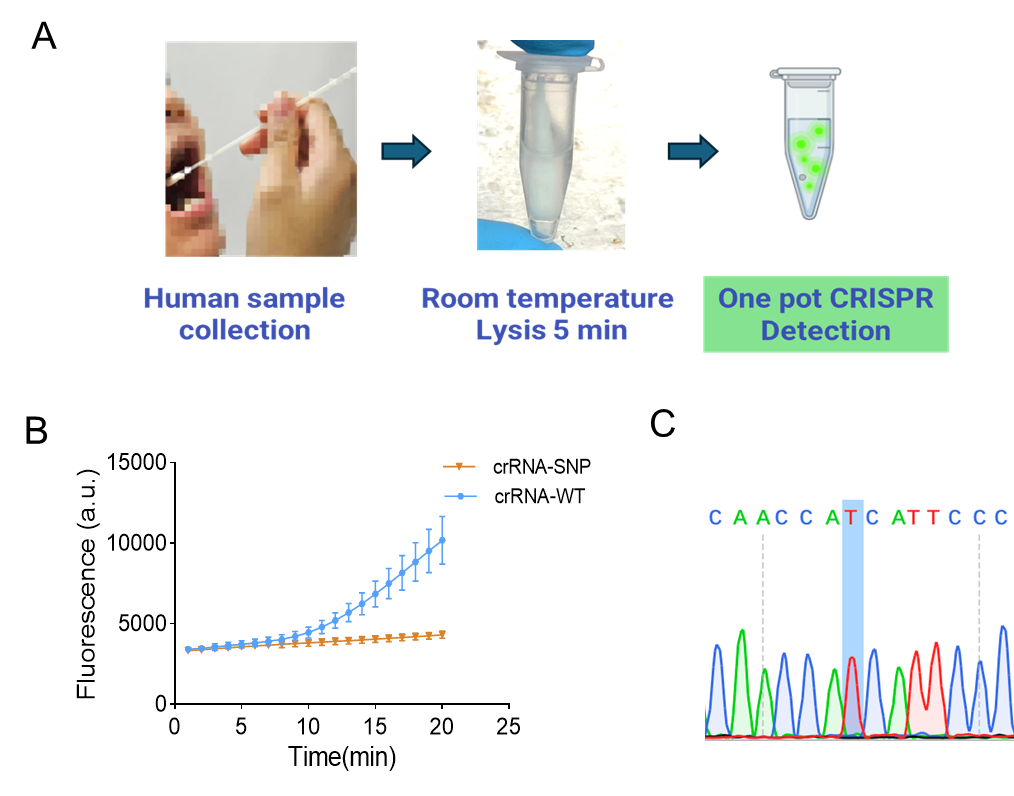 A
Human sample
collection
Room temperature
Lysis 5 min
One pot CRISPR
Detection
B
Fluorescence (a.u.)
15000
10000
5000
0
0 5 10 15 20 25
Time(min)
crRNA-SNP
crRNA-WT
C
C A A C C A T C A T T C C C